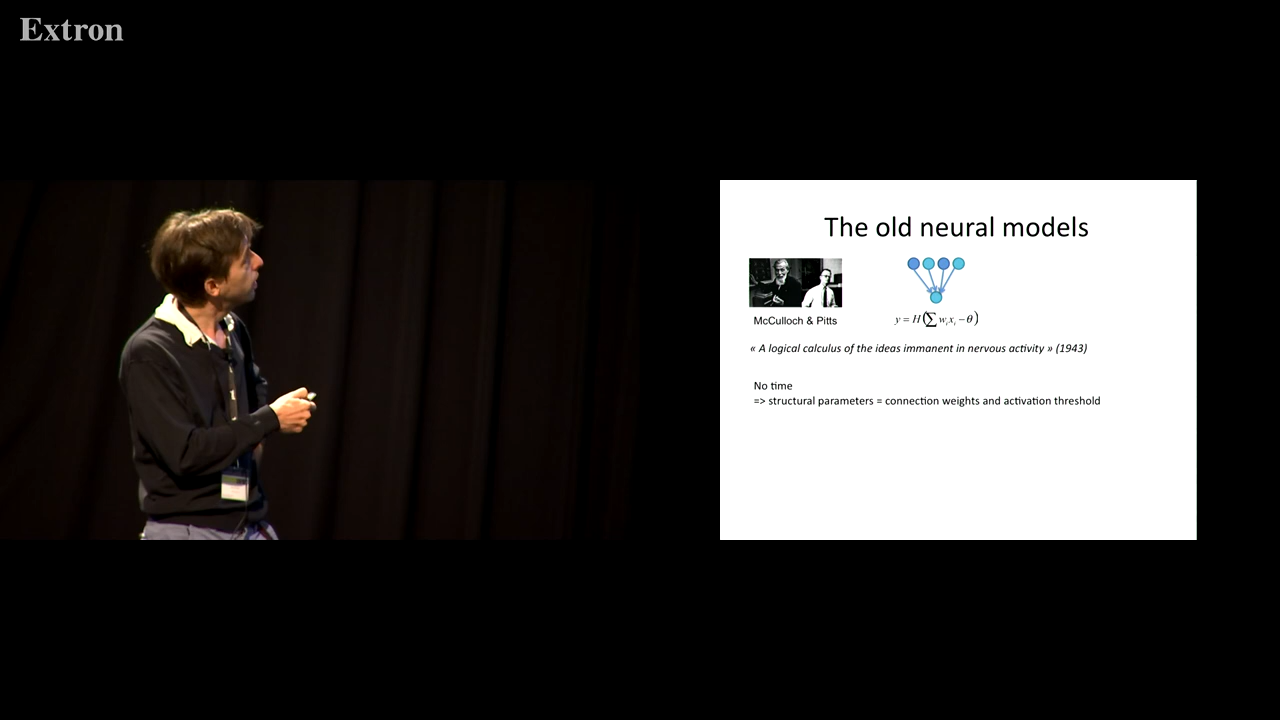 Extron
The old neural models
McCulloch & Pitts
y = H(∑ wᵢxᵢ − θ)
« A logical calculus of the ideas immanent in nervous activity » (1943)
No time
=> structural parameters = connection weights and activation threshold